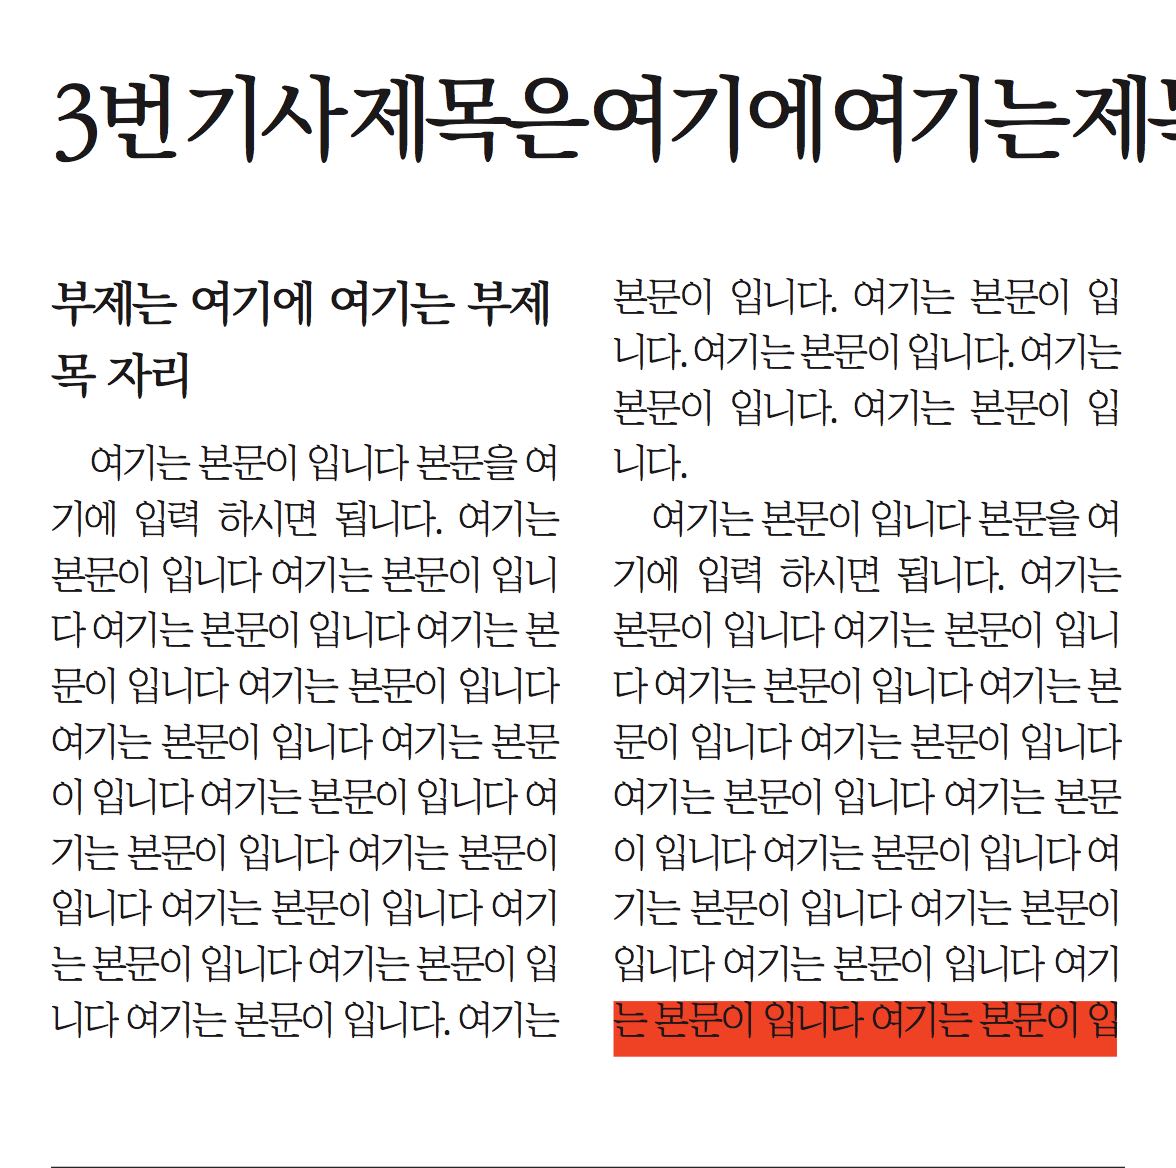 3번 기사 제목은 여기에 여기는 제목
부제는 여기에 여기는 부제
목 자리
여기는 본문이 입니다 본문을 여
기에 입력 하시면 됩니다. 여기는
본문이 입니다 여기는 본문이 입니
다 여기는 본문이 입니다 여기는 본
문이 입니다 여기는 본문이 입니다
여기는 본문이 입니다 여기는 본문
이 입니다 여기는 본문이 입니다 여
기는 본문이 입니다 여기는 본문이
입니다 여기는 본문이 입니다 여기
는 본문이 입니다 여기는 본문이 입
니다 여기는 본문이 입니다. 여기는
본문이 입니다. 여기는 본문이 입
니다. 여기는 본문이 입니다. 여기는
본문이 입니다. 여기는 본문이 입
니다.
여기는 본문이 입니다 본문을 여
기에 입력 하시면 됩니다. 여기는
본문이 입니다 여기는 본문이 입니
다 여기는 본문이 입니다 여기는 본
문이 입니다 여기는 본문이 입니다
여기는 본문이 입니다 여기는 본문
이 입니다 여기는 본문이 입니다 여
기는 본문이 입니다 여기는 본문이
입니다 여기는 본문이 입니다 여기
는 본문이 입니다 여기는 본문이 입